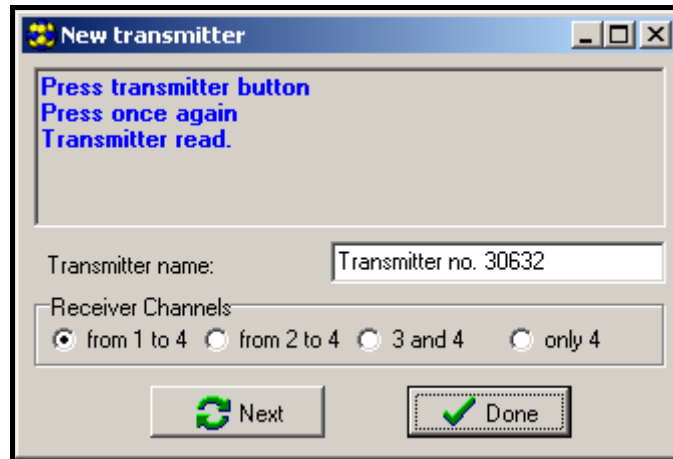 New transmitter
Press transmitter button
Press once again
Transmitter read.
Transmitter name:
Transmitter no. 30632
Receiver Channels
from 1 to 4 from 2 to 4 3 and 4 only 4
Next Done